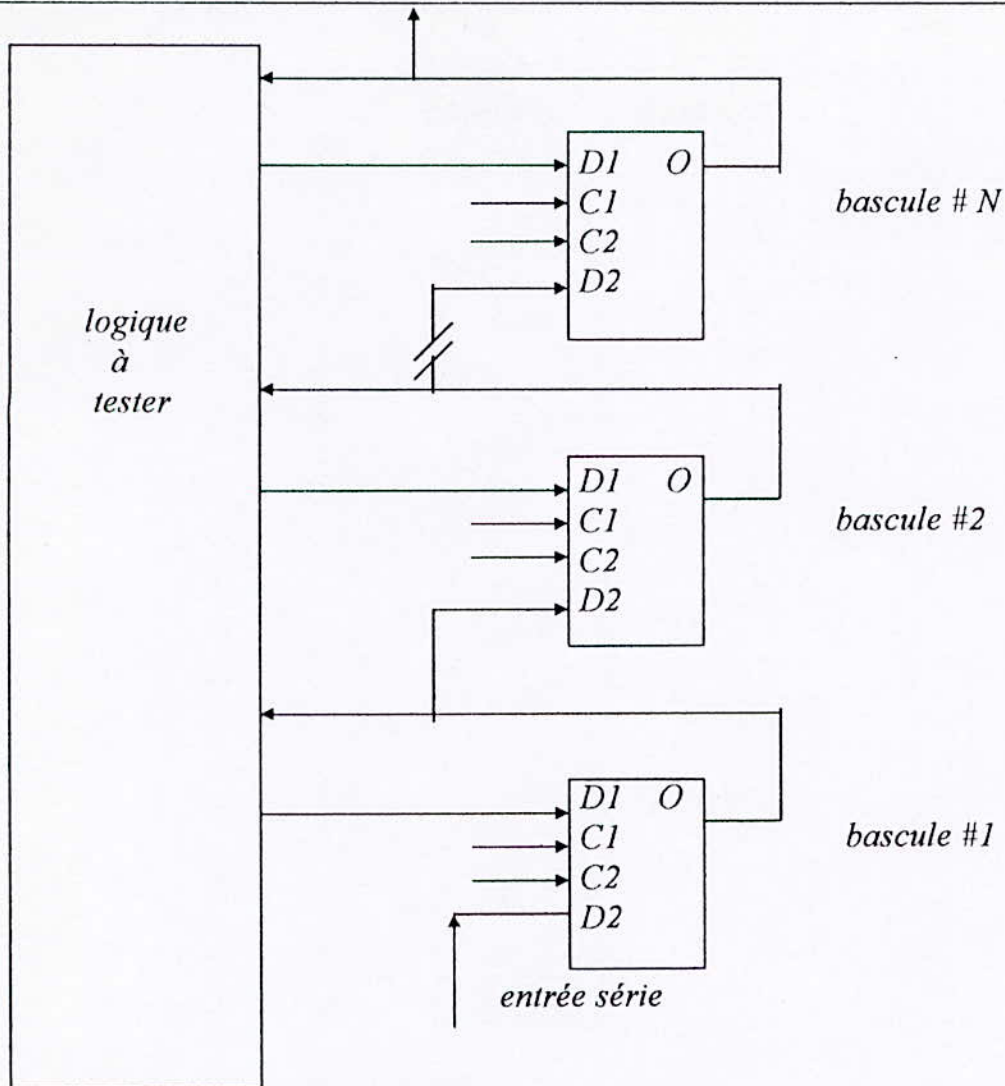 D1 O
C1
C2
D2
bascule # N
logique
à
tester
D1 O
C1
C2
D2
bascule #2
D1 O
C1
C2
D2
bascule #1
entrée série